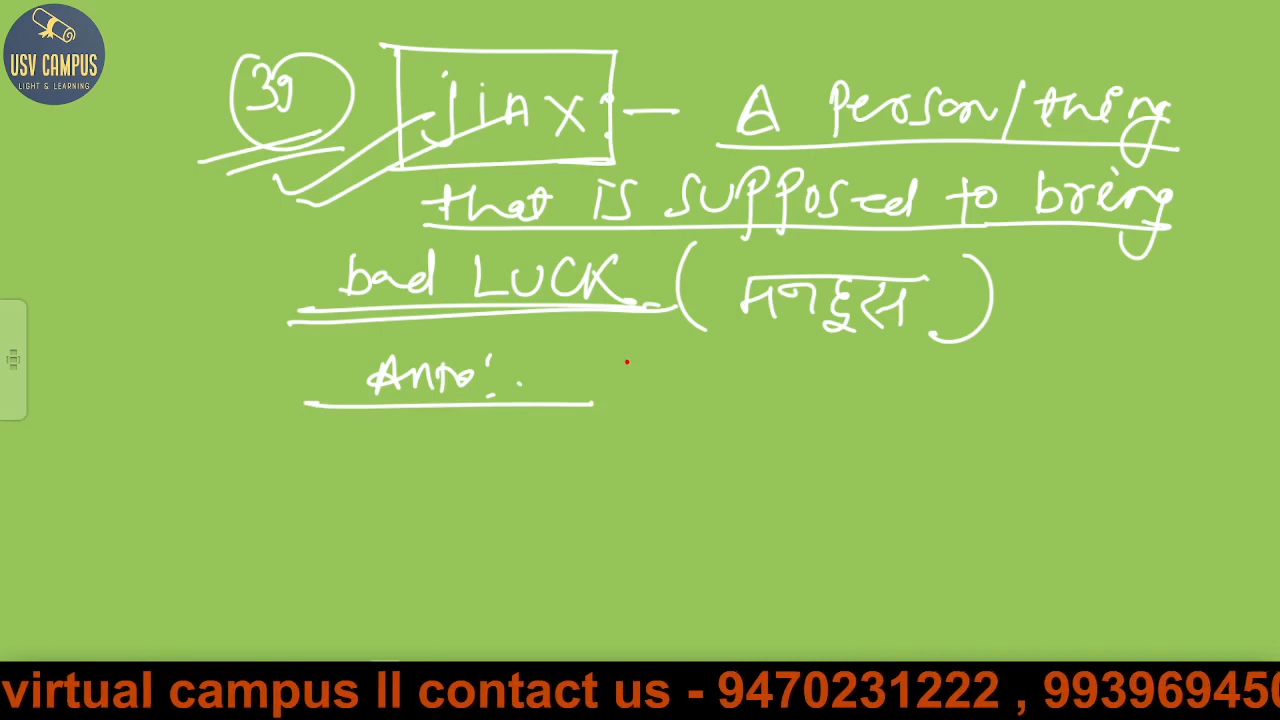 USV CAMPUS
LIGHT & LEARNING
39 jinx: — A person/thing
that is supposed to bring
bad LUCK. (मनहूस)
Anto:
virtual campus II contact us - 9470231222 , 993969450